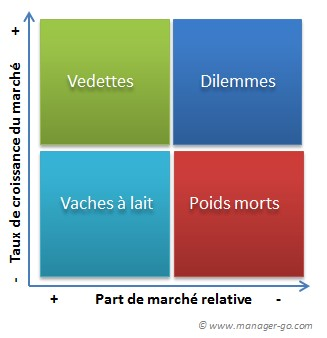 +
Taux de croissance du marché
-
Vedettes
Dilemmes
Vaches à lait
Poids morts
+ Part de marché relative -
© www.manager-go.com